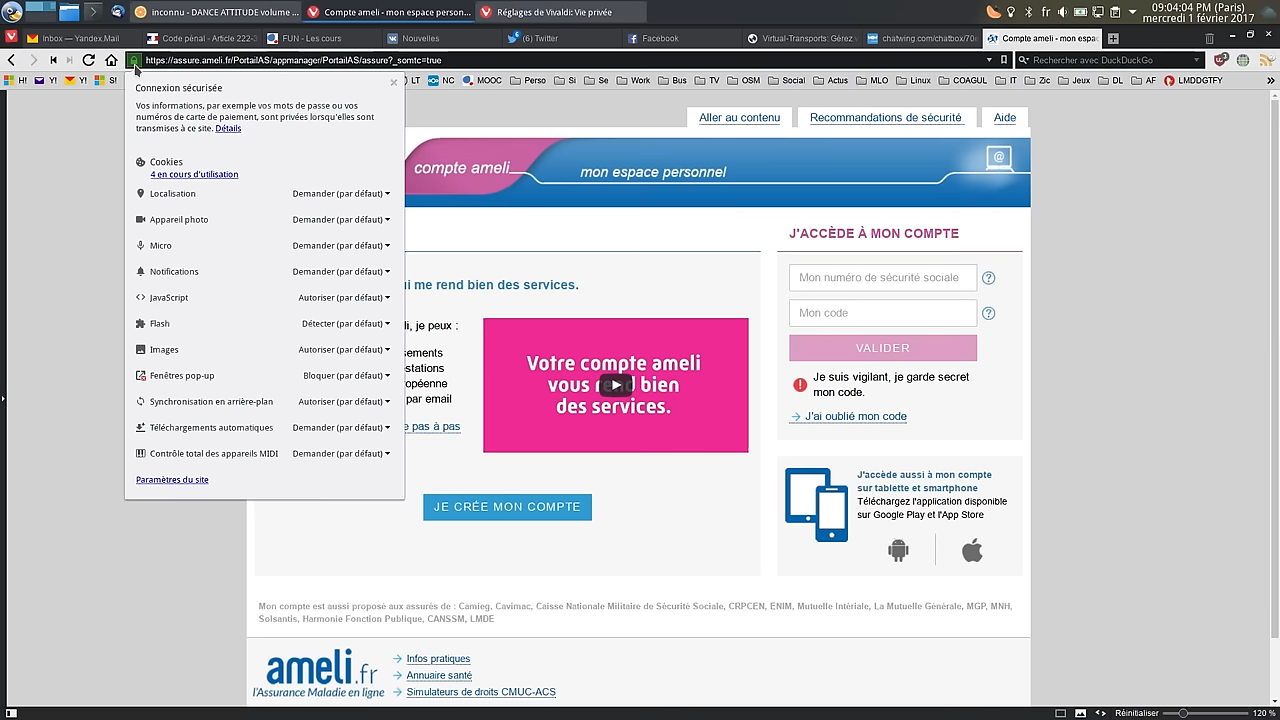 inconnu - DANCE ATTITUDE volume ...
Compte ameli - mon espace person...
Réglages de Vivaldi: Vie privée
fr
09:04:04 PM (Paris)
mercredi 1 février 2017
Inbox — Yandex.Mail
Code pénal - Article 222-3
FUN - Les cours
Nouvelles
(6) Twitter
Facebook
Virtual-Transports: Gérez v
chatwing.com/chatbox/70e
Compte ameli - mon espa
https://assure.ameli.fr/PortailAS/appmanager/PortailAS/assure?_somtc=true
Rechercher avec DuckDuckGo
H!
Y!
Y!
S!
LT
NC
MOOC
Perso
Si
Se
Work
Bus
TV
OSM
Social
Actus
MLO
Linux
COAGUL
IT
Zic
Jeux
DL
AF
LMDDGTFY
Connexion sécurisée
Vos informations, par exemple vos mots de passe ou vos
numéros de carte de paiement, sont privées lorsqu'elles sont
transmises à ce site. Détails
Cookies
4 en cours d'utilisation
Localisation Demander (par défaut)
Appareil photo Demander (par défaut)
Micro Demander (par défaut)
Notifications Demander (par défaut)
JavaScript Autoriser (par défaut)
Flash Détecter (par défaut)
Images Autoriser (par défaut)
Fenêtres pop-up Bloquer (par défaut)
Synchronisation en arrière-plan Autoriser (par défaut)
Téléchargements automatiques Demander (par défaut)
Contrôle total des appareils MIDI Demander (par défaut)
Paramètres du site
Aller au contenu
Recommandations de sécurité
Aide
compte ameli
mon espace personnel
@
ui me rend bien des services.
li, je peux :
sements
stations
ropéenne
par email
e pas à pas
Votre compte ameli
vous rend bien
des services.
JE CRÉE MON COMPTE
J'ACCÈDE À MON COMPTE
Mon numéro de sécurité sociale ?
Mon code ?
VALIDER
Je suis vigilant, je garde secret
mon code.
J'ai oublié mon code
J'accède aussi à mon compte
sur tablette et smartphone
Téléchargez l'application disponible
sur Google Play et l'App Store
Mon compte est aussi proposé aux assurés de : Camieg, Cavimac, Caisse Nationale Militaire de Sécurité Sociale, CRPCEN, ENIM, Mutuelle Intériale, La Mutuelle Générale, MGP, MNH,
Solsantis, Harmonie Fonction Publique, CANSSM, LMDE
ameli.fr
l'Assurance Maladie en ligne
Infos pratiques
Annuaire santé
Simulateurs de droits CMUC-ACS
Réinitialiser
120 %